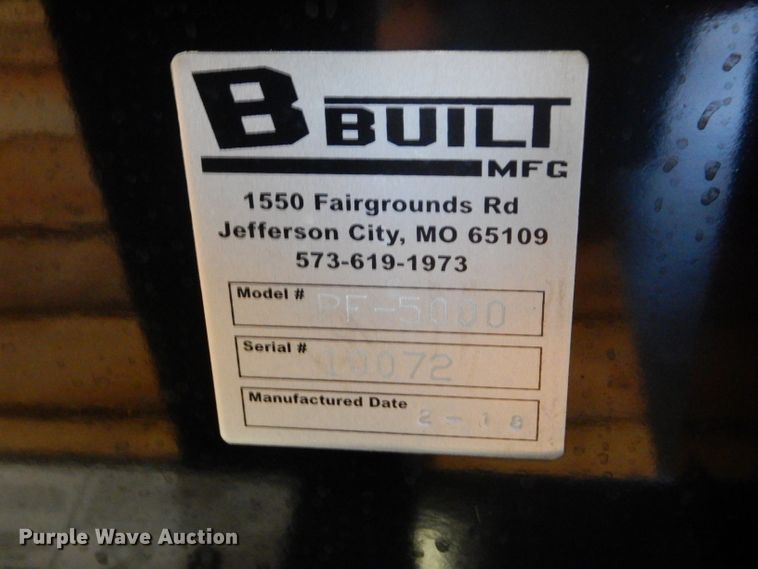 B BUILT
MFG
1550 Fairgrounds Rd
Jefferson City, MO 65109
573-619-1973
Model # PF-5000
Serial # 10072
Manufactured Date 2-18
Purple Wave Auction®